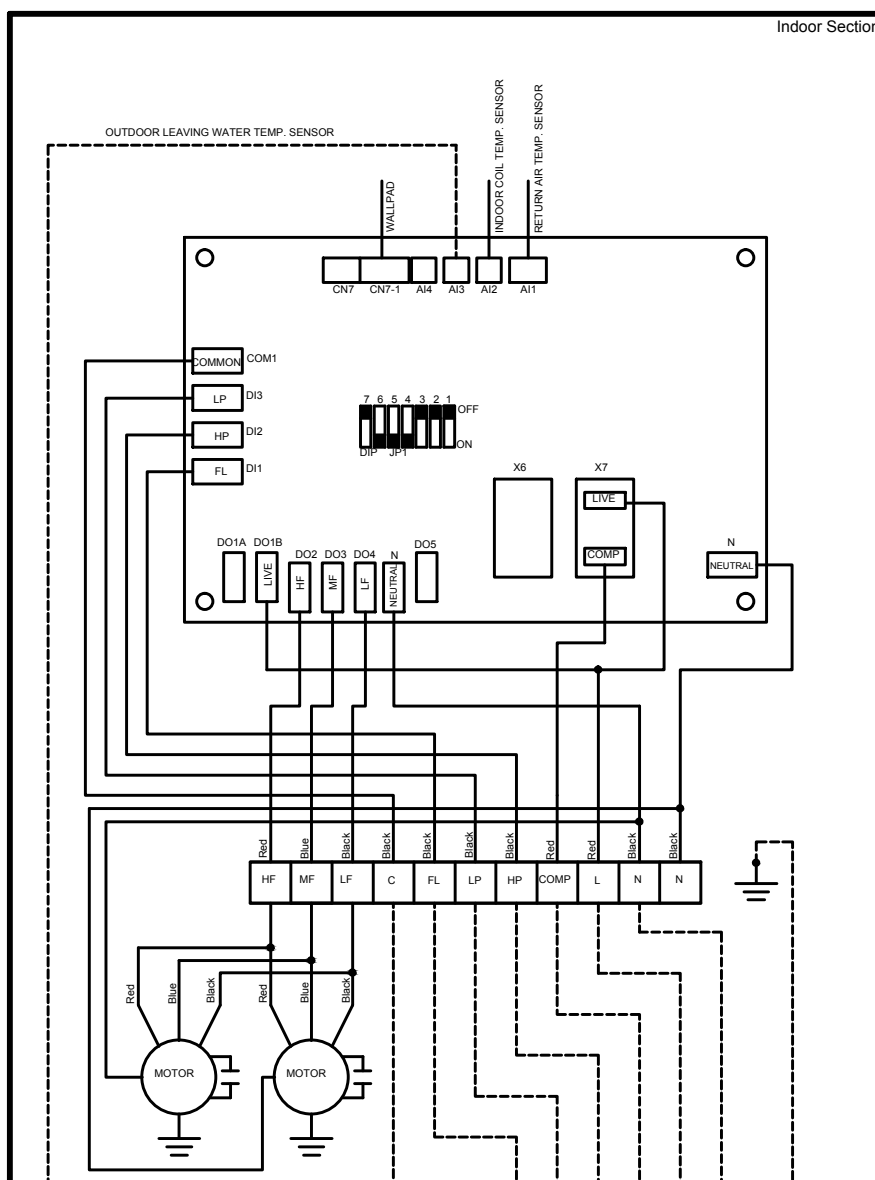 Indoor Section
OUTDOOR LEAVING WATER TEMP. SENSOR
WALLPAD
INDOOR COIL TEMP. SENSOR
RETURN AIR TEMP. SENSOR
CN7 CN7-1 AI4 AI3 AI2 AI1
COMMON COM1
LP DI3
HP DI2
FL DI1
7 6 5 4 3 2 1
OFF
ON
DIP JP1
X6 X7
LIVE
COMP
DO1A DO1B DO2 DO3 DO4 N DO5
LIVE HF MF LF NEUTRAL
N
NEUTRAL
Red Blue Black Black Black Black Black Red Red Black Black
HF MF LF C FL LP HP COMP L N N
Red Blue Black Red Blue Black
MOTOR MOTOR